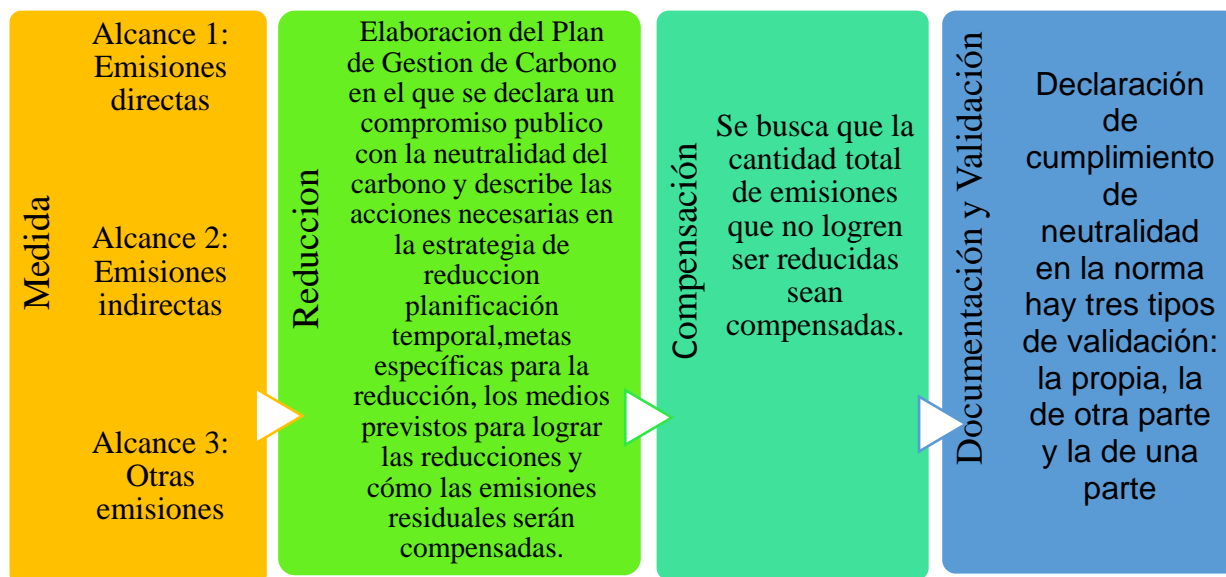 Medida
Alcance 1:
Emisiones
directas
Alcance 2:
Emisiones
indirectas
Alcance 3:
Otras
emisiones
Reduccion
Elaboracion del Plan
de Gestion de Carbono
en el que se declara un
compromiso publico
con la neutralidad del
carbono y describe las
acciones necesarias en
la estrategia de
reduccion
planificación
temporal,metas
específicas para la
reducción, los medios
previstos para lograr
las reducciones y
cómo las emisiones
residuales serán
compensadas.
Compensación
Se busca que la
cantidad total
de emisiones
que no logren
ser reducidas
sean
compensadas.
Documentación y Validación
Declaración
de
cumplimiento
de
neutralidad
en la norma
hay tres tipos
de validación:
la propia, la
de otra parte
y la de una
parte